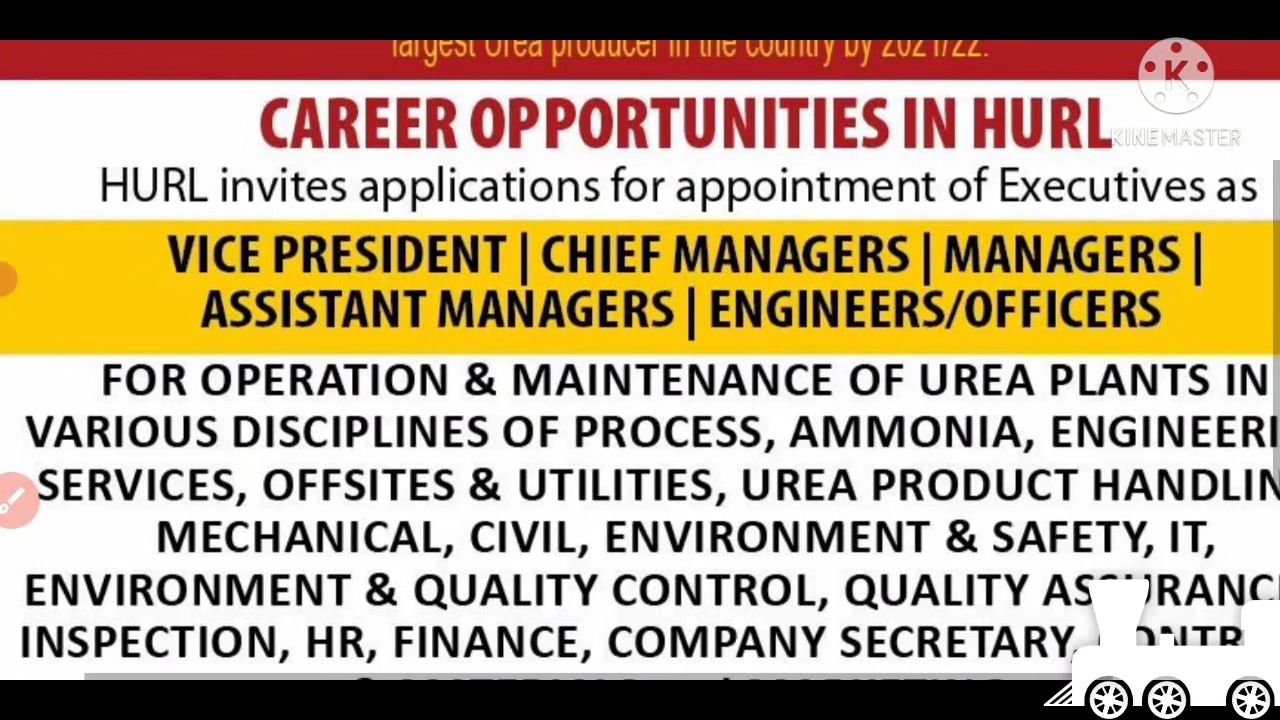 largest Urea producer in the country by 2021/22.
CAREER OPPORTUNITIES IN HURL
KINEMASTER
HURL invites applications for appointment of Executives as
VICE PRESIDENT | CHIEF MANAGERS | MANAGERS |
ASSISTANT MANAGERS | ENGINEERS/OFFICERS
FOR OPERATION & MAINTENANCE OF UREA PLANTS IN
VARIOUS DISCIPLINES OF PROCESS, AMMONIA, ENGINEERI
SERVICES, OFFSITES & UTILITIES, UREA PRODUCT HANDLIN
MECHANICAL, CIVIL, ENVIRONMENT & SAFETY, IT,
ENVIRONMENT & QUALITY CONTROL, QUALITY ASSURANC
INSPECTION, HR, FINANCE, COMPANY SECRETARY,